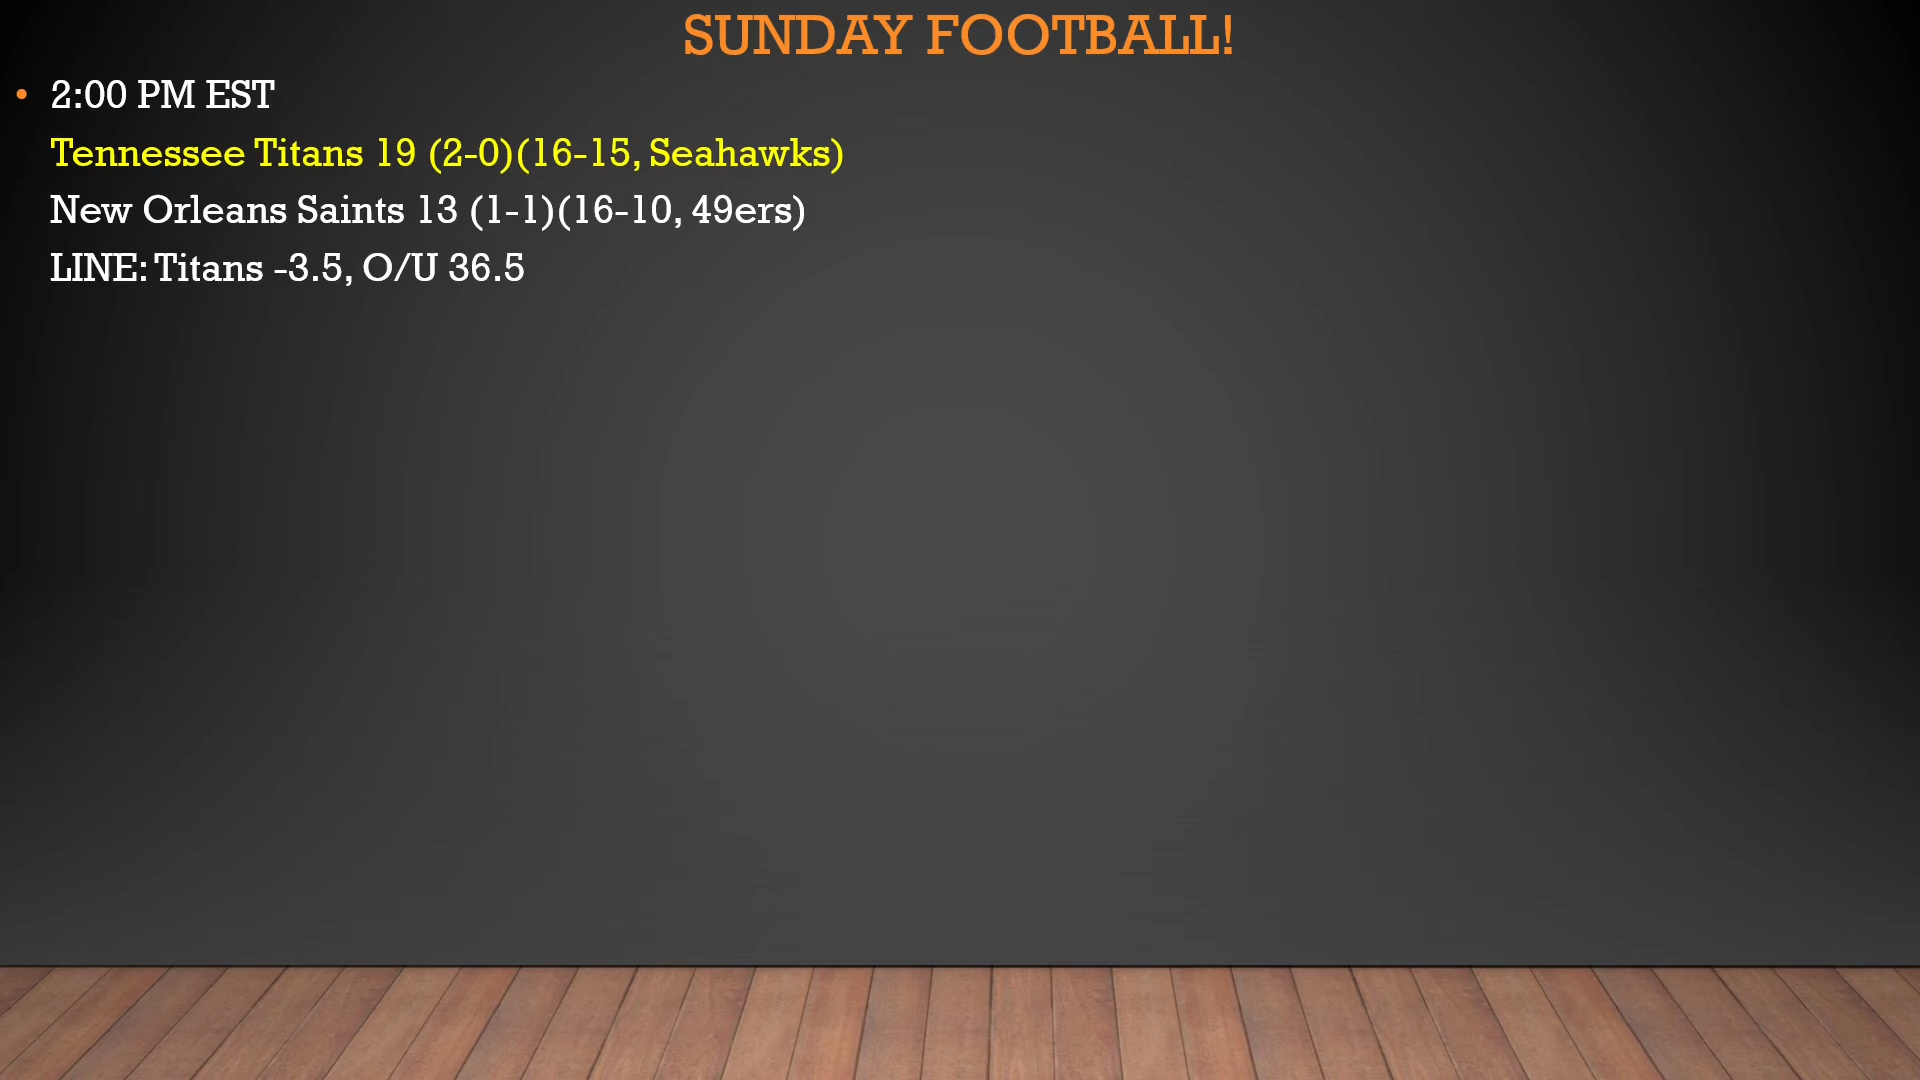 SUNDAY FOOTBALL!
• 2:00 PM EST
Tennessee Titans 19 (2-0)(16-15, Seahawks)
New Orleans Saints 13 (1-1)(16-10, 49ers)
LINE: Titans -3.5, O/U 36.5